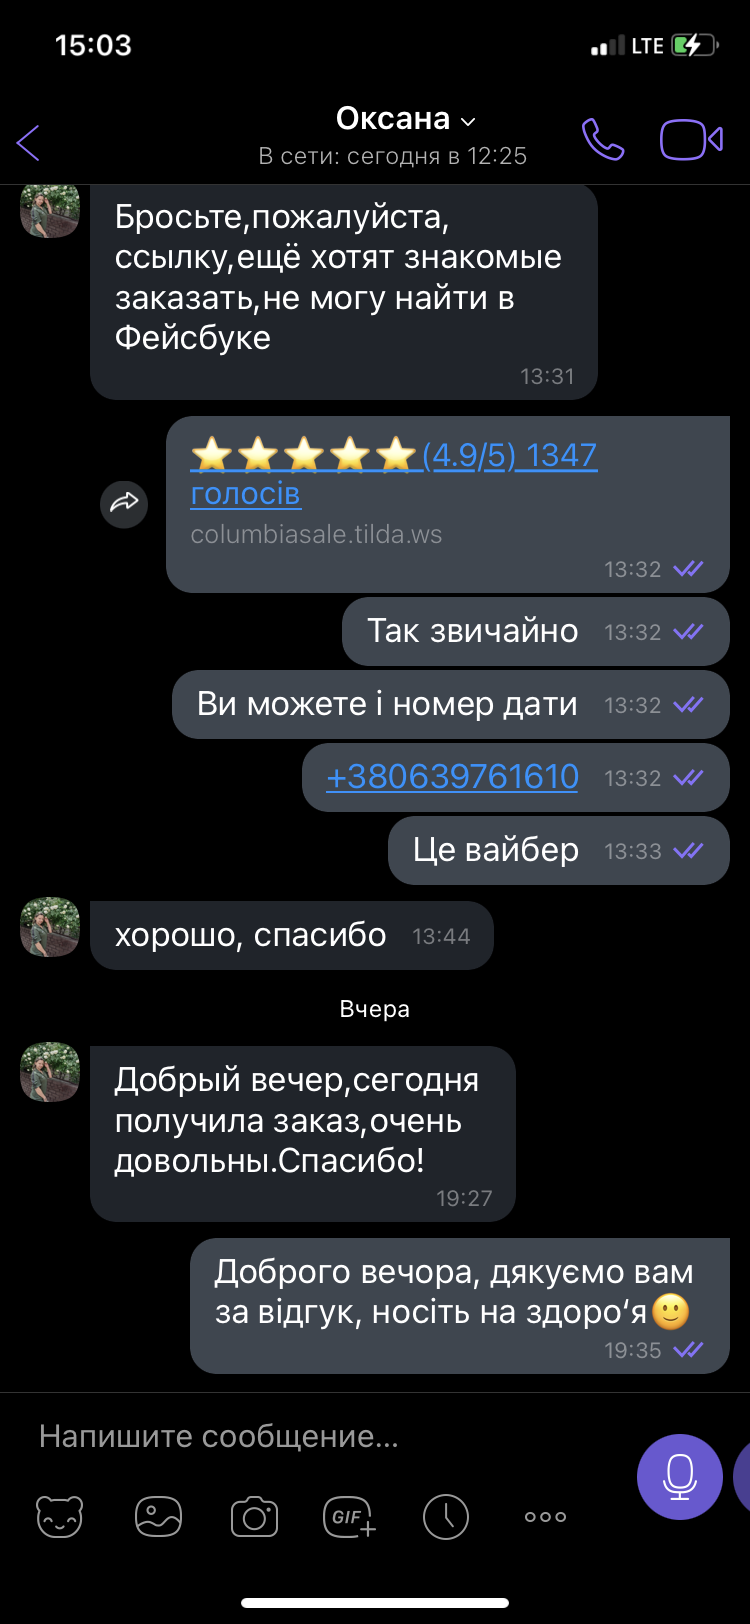 15:03
LTE
Оксана
В сети: сегодня в 12:25
Бросьте,пожалуйста,
ссылку,ещё хотят знакомые
заказать,не могу найти в
Фейсбуке
13:31
⭐⭐⭐⭐⭐(4.9/5) 1347
голосів
columbiasale.tilda.ws
13:32
Так звичайно 13:32
Ви можете і номер дати 13:32
+380639761610 13:32
Це вайбер 13:33
хорошо, спасибо 13:44
Вчера
Добрый вечер,сегодня
получила заказ,очень
довольны.Спасибо!
19:27
Доброго вечора, дякуємо вам
за відгук, носіть на здоро‘я🙂
19:35
Напишите сообщение...
GIF